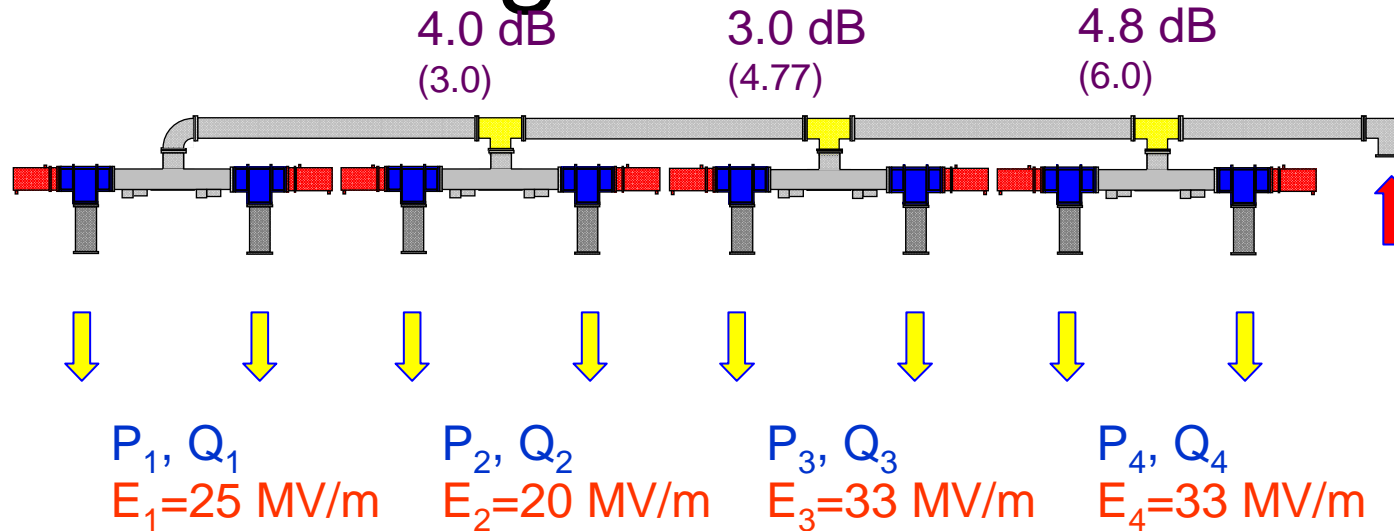 4.0 dB 3.0 dB 4.8 dB
(3.0) (4.77) (6.0)
P₁, Q₁ P₂, Q₂ P₃, Q₃ P₄, Q₄
E₁=25 MV/m E₂=20 MV/m E₃=33 MV/m E₄=33 MV/m